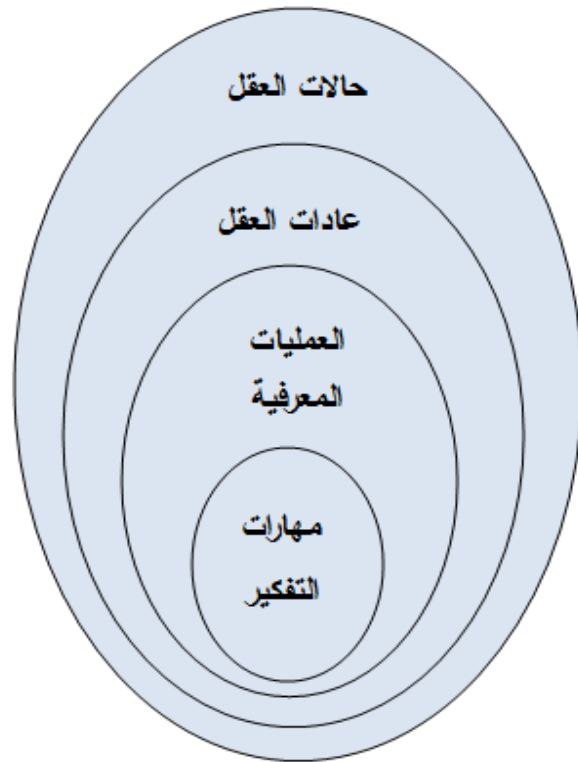 حالات العقل
عادات العقل
العمليات
المعرفية
مهارات
التفكير